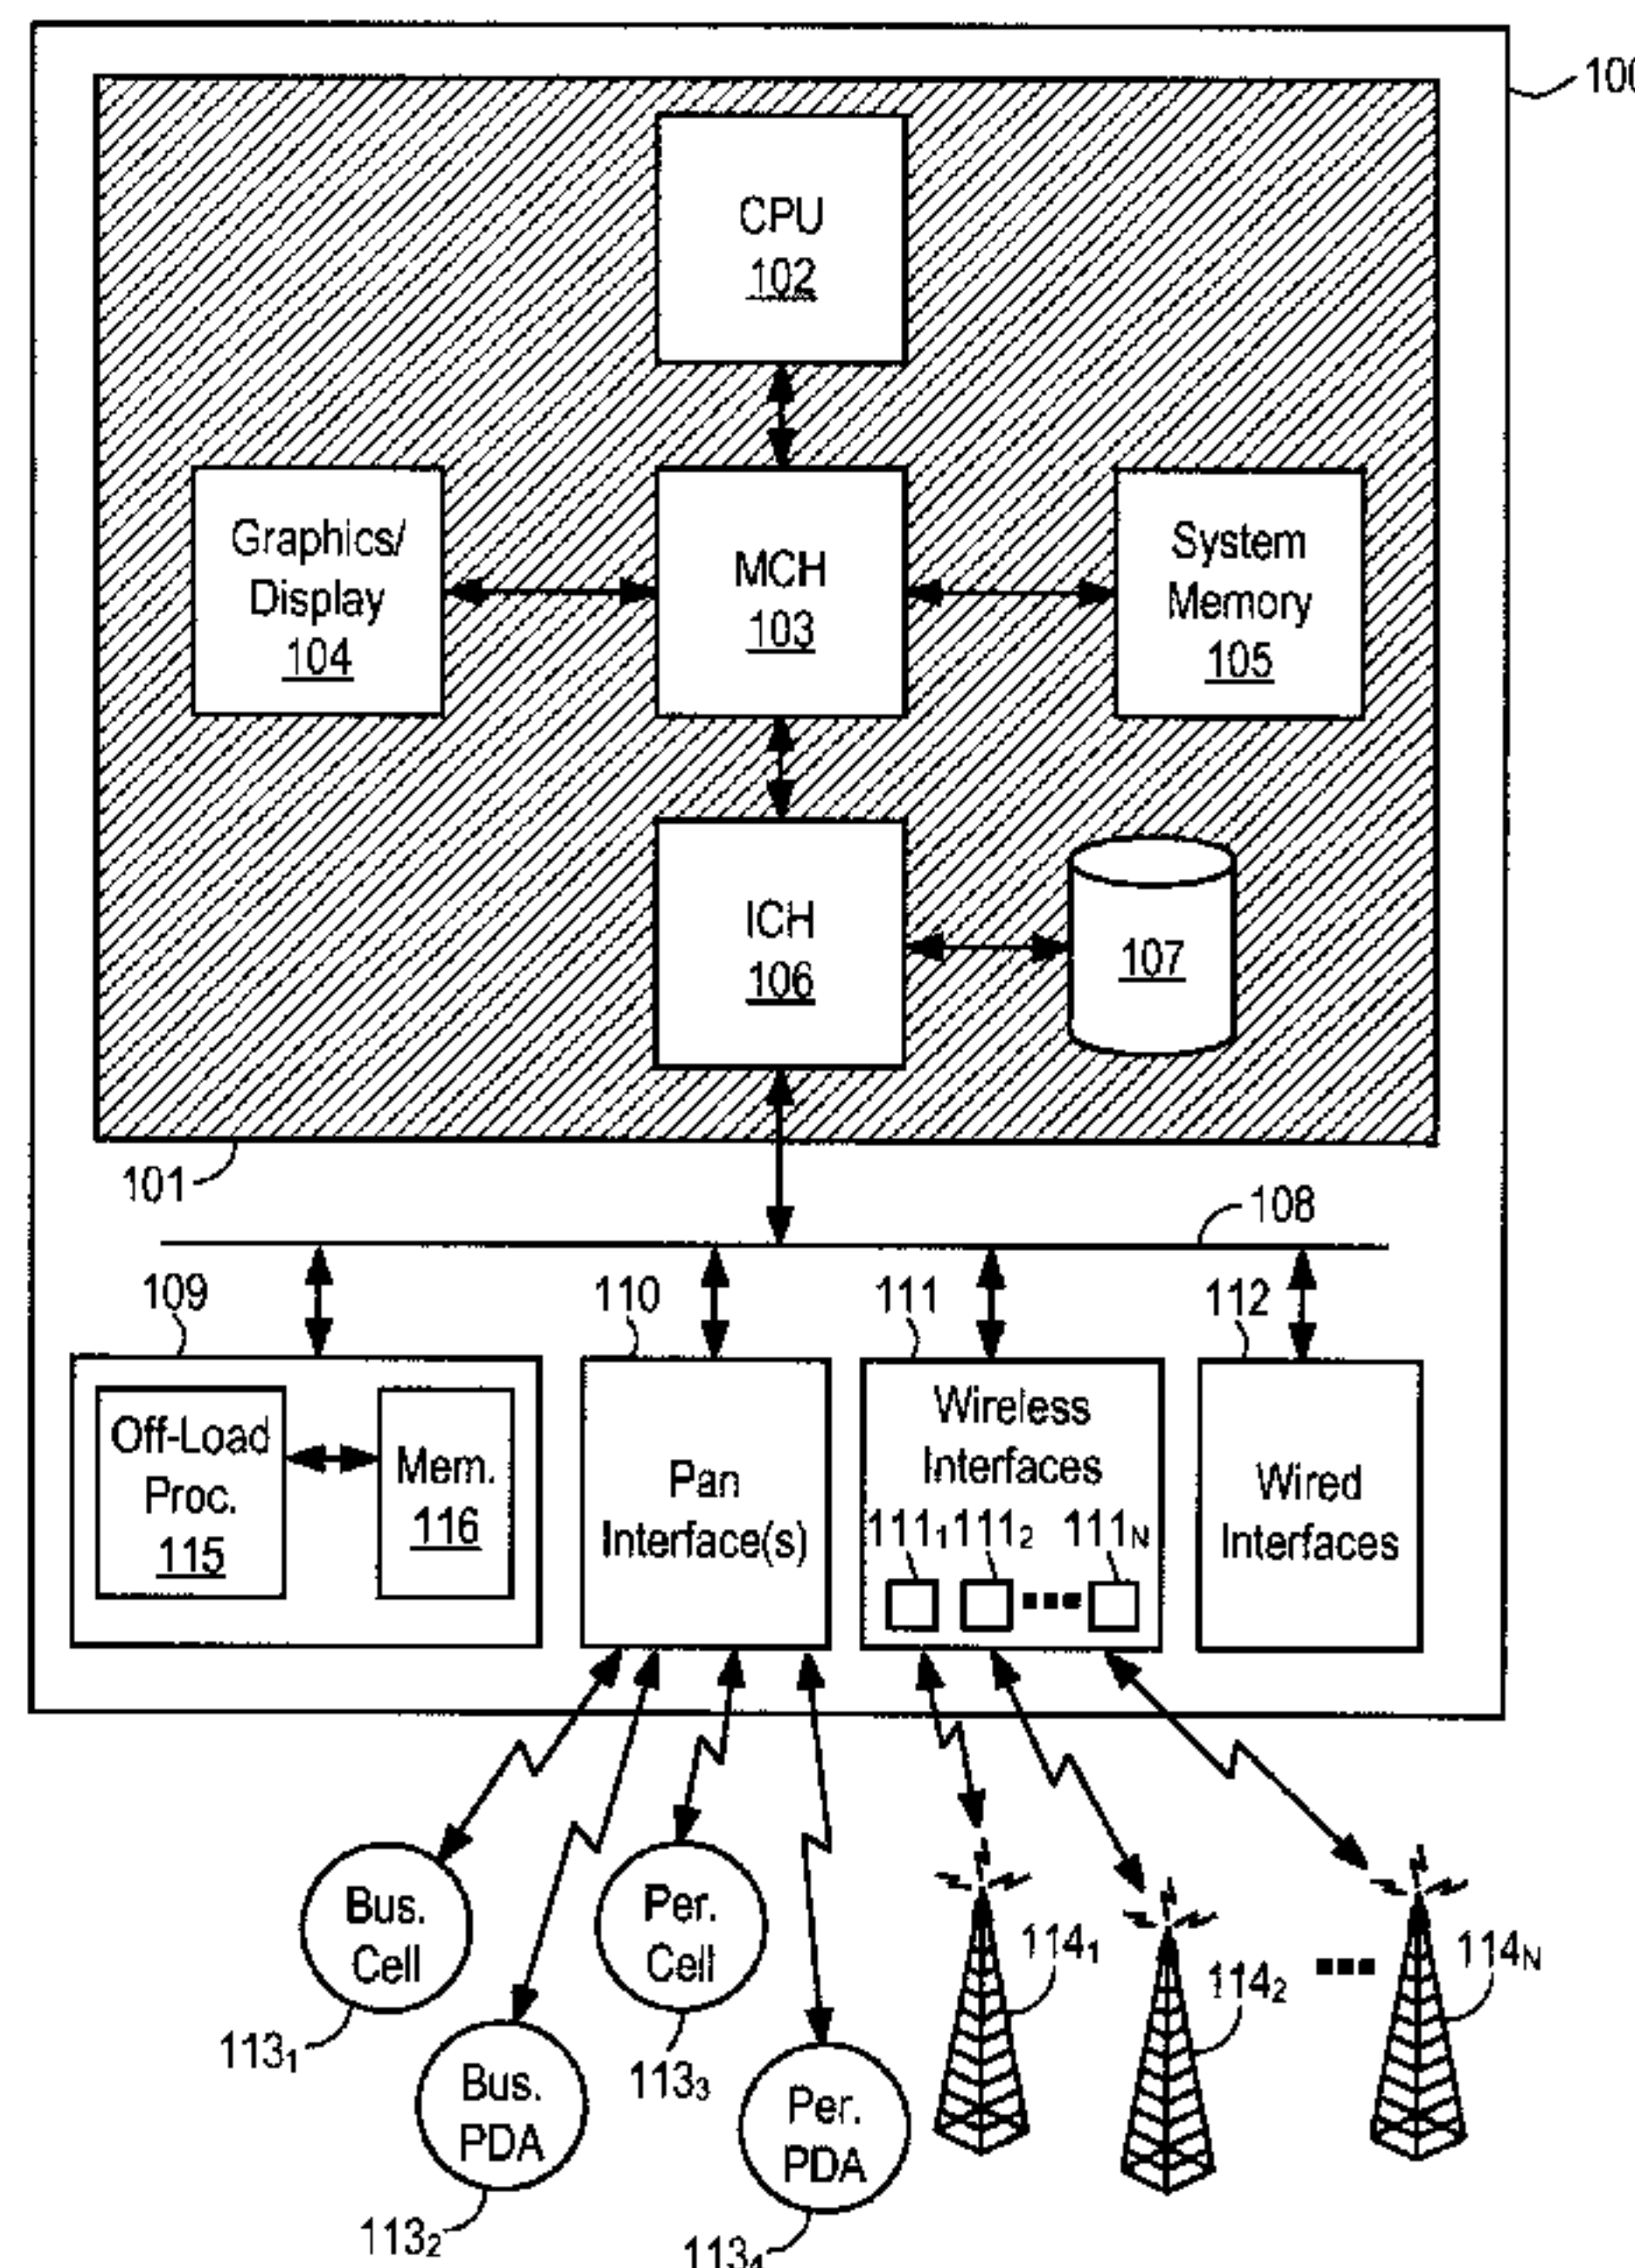 100
CPU
102
Graphics/
Display
104
MCH
103
System
Memory
105
ICH
106
107
101
108
109
110
111
112
Off-Load
Proc.
115
Mem.
116
Pan
Interface(s)
Wireless
Interfaces
111₁ 111₂ 111N
Wired
Interfaces
Bus.
Cell
Per.
Cell
114₁
114₂
114N
113₁
Bus.
PDA
113₃
Per.
PDA
113₂
113₄